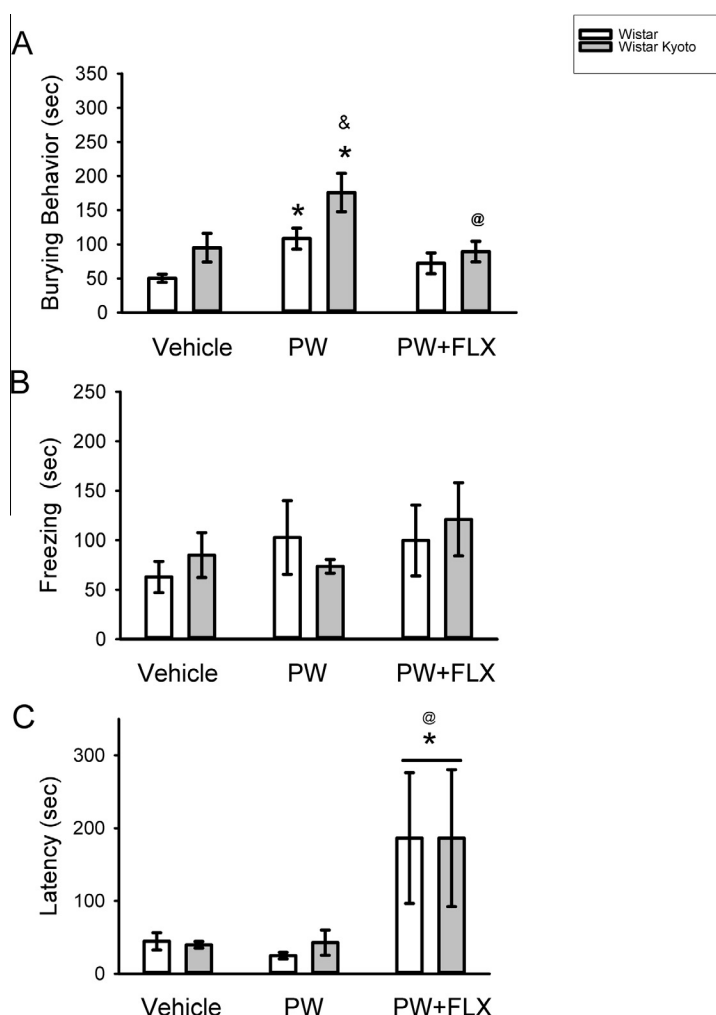 Wistar
Wistar Kyoto
A
Burying Behavior (sec)
350
300
250
200
150
100
50
0
&
*
*
@
Vehicle PW PW+FLX
B
Freezing (sec)
250
200
150
100
50
0
Vehicle PW PW+FLX
C
Latency (sec)
300
200
100
0
@
*
Vehicle PW PW+FLX